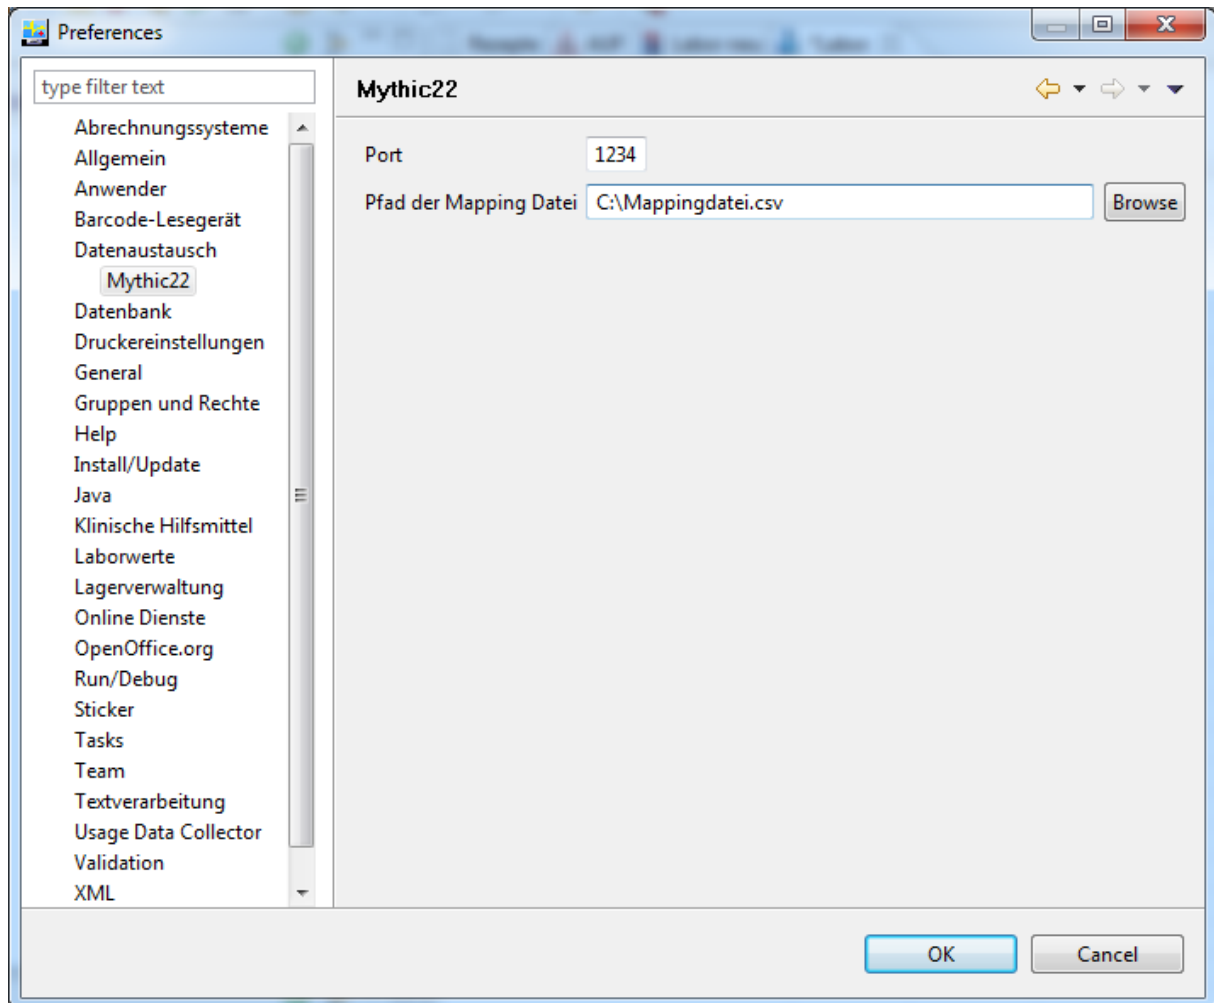 Preferences
type filter text
Abrechnungssysteme
Allgemein
Anwender
Barcode-Lesegerät
Datenaustausch
Mythic22
Datenbank
Druckereinstellungen
General
Gruppen und Rechte
Help
Install/Update
Java
Klinische Hilfsmittel
Laborwerte
Lagerverwaltung
Online Dienste
OpenOffice.org
Run/Debug
Sticker
Tasks
Team
Textverarbeitung
Usage Data Collector
Validation
XML
Mythic22
Port 1234
Pfad der Mapping Datei C:\Mappingdatei.csv Browse
OK Cancel